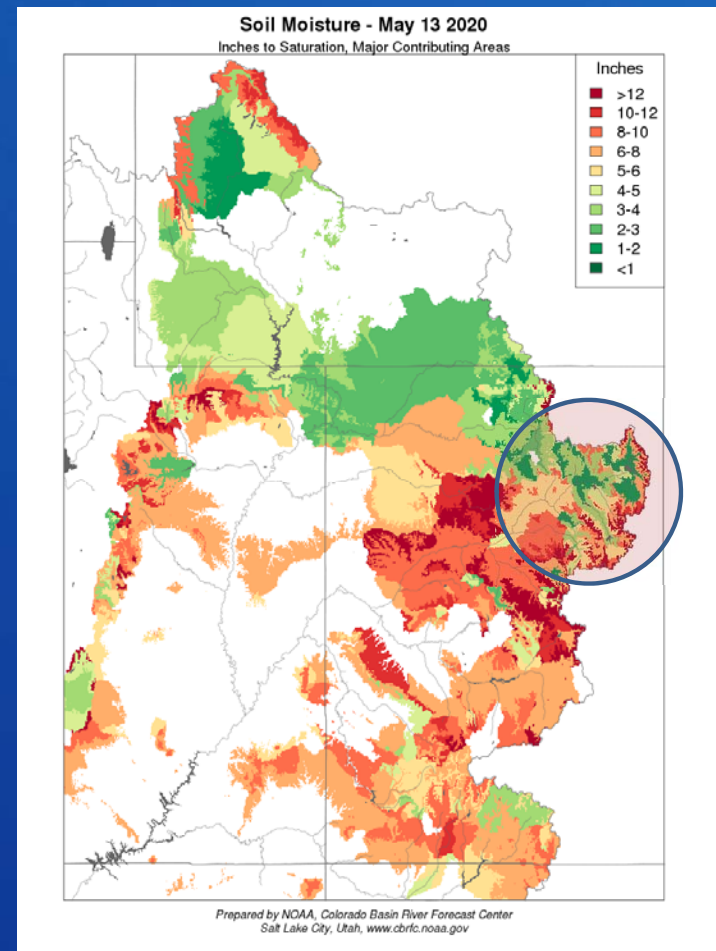 Soil Moisture - May 13 2020
Inches to Saturation, Major Contributing Areas
Inches
>12
10-12
8-10
6-8
5-6
4-5
3-4
2-3
1-2
<1
Prepared by NOAA, Colorado Basin River Forecast Center
Salt Lake City, Utah, www.cbrfc.noaa.gov